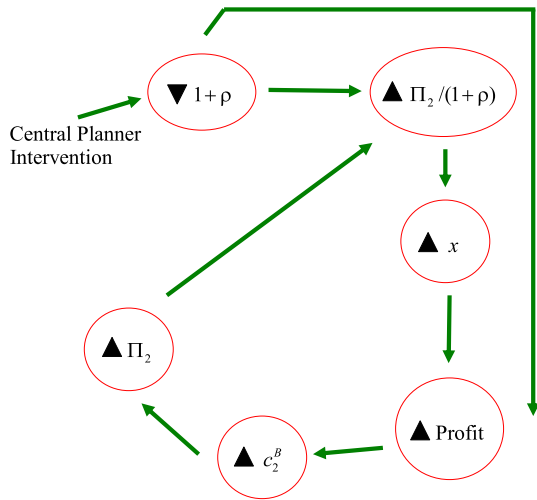 ▼ 1+ρ
▲ Π₂ /(1+ρ)
Central Planner
Intervention
▲ x
▲ Π₂
▲ Profit
▲ c₂ᴮ